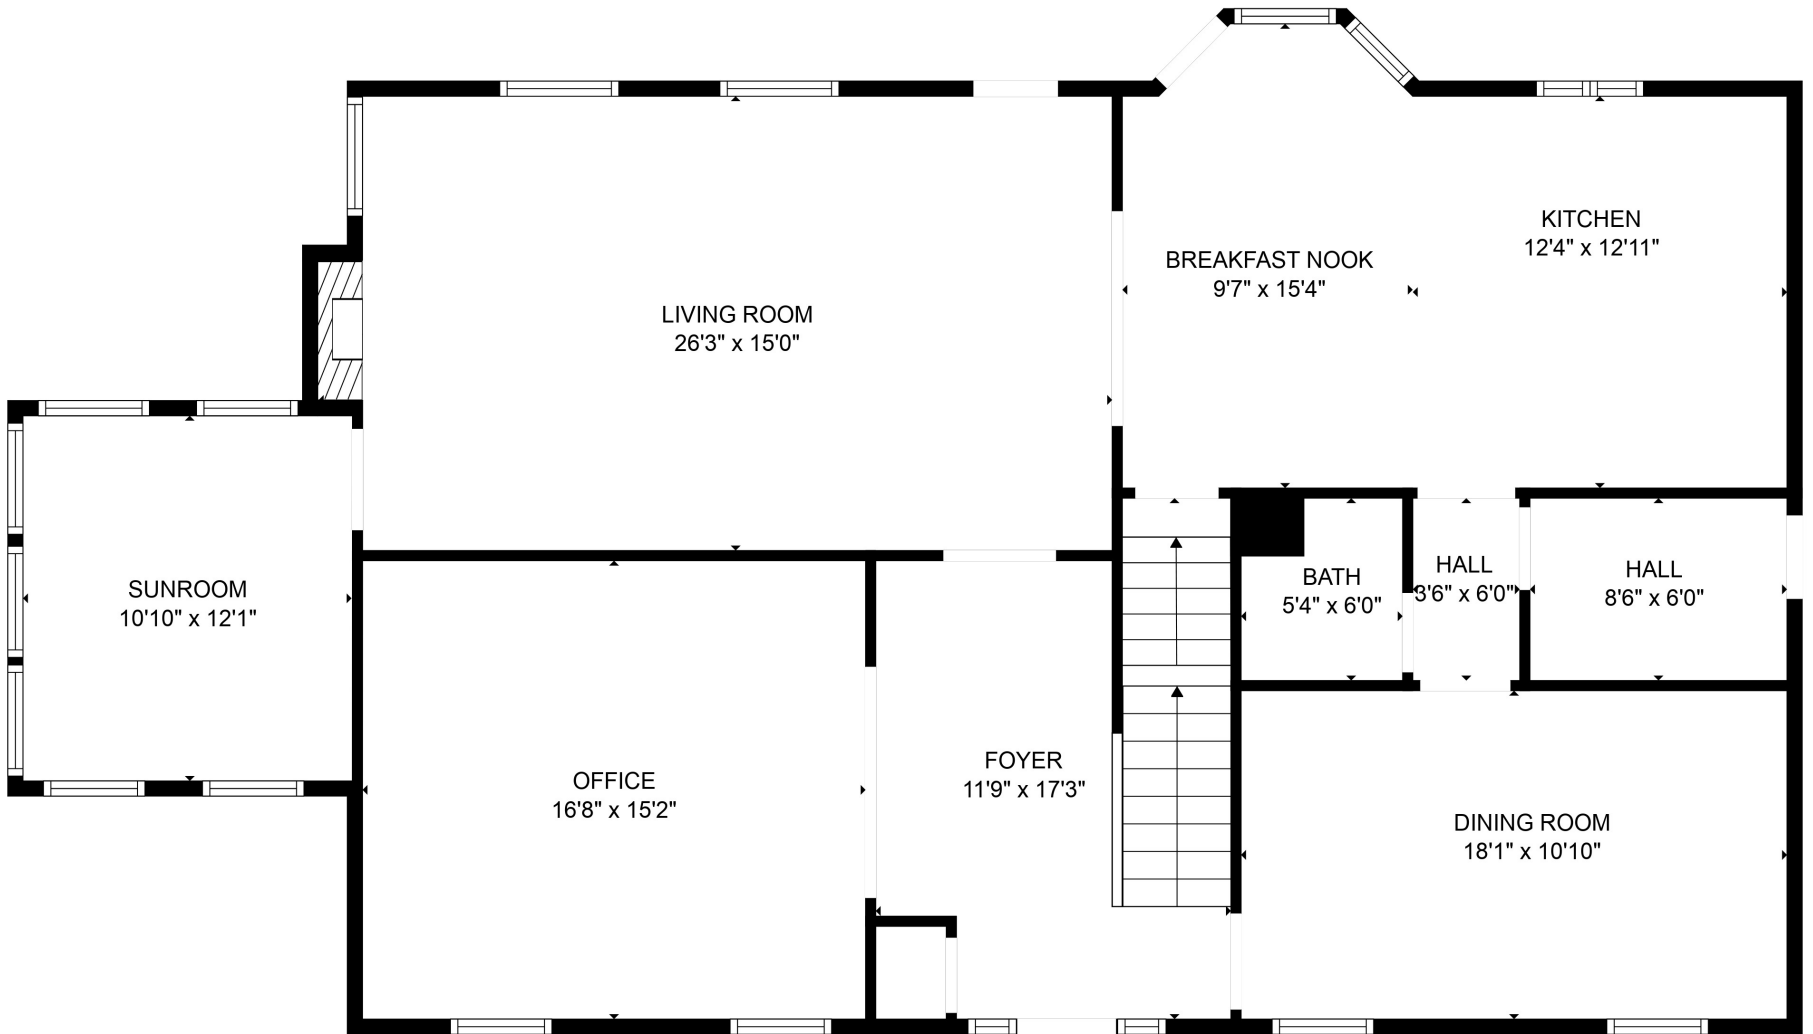 KITCHEN
12'4" x 12'11"
BREAKFAST NOOK
9'7" x 15'4"
LIVING ROOM
26'3" x 15'0"
SUNROOM
10'10" x 12'1"
BATH
5'4" x 6'0"
HALL
3'6" x 6'0"
HALL
8'6" x 6'0"
OFFICE
16'8" x 15'2"
FOYER
11'9" x 17'3"
DINING ROOM
18'1" x 10'10"